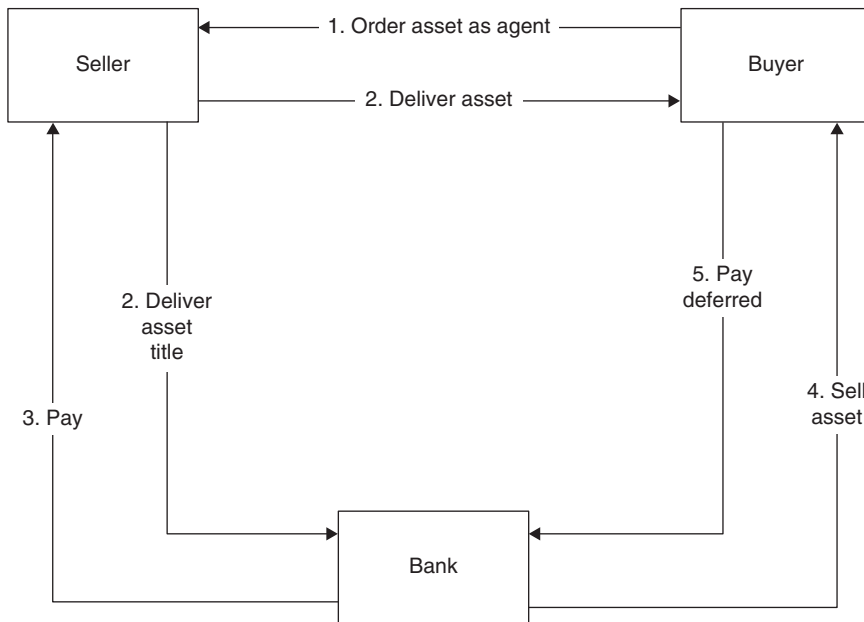 1. Order asset as agent
Seller
Buyer
2. Deliver asset
2. Deliver
asset
title
5. Pay
deferred
3. Pay
4. Sell
asset
Bank